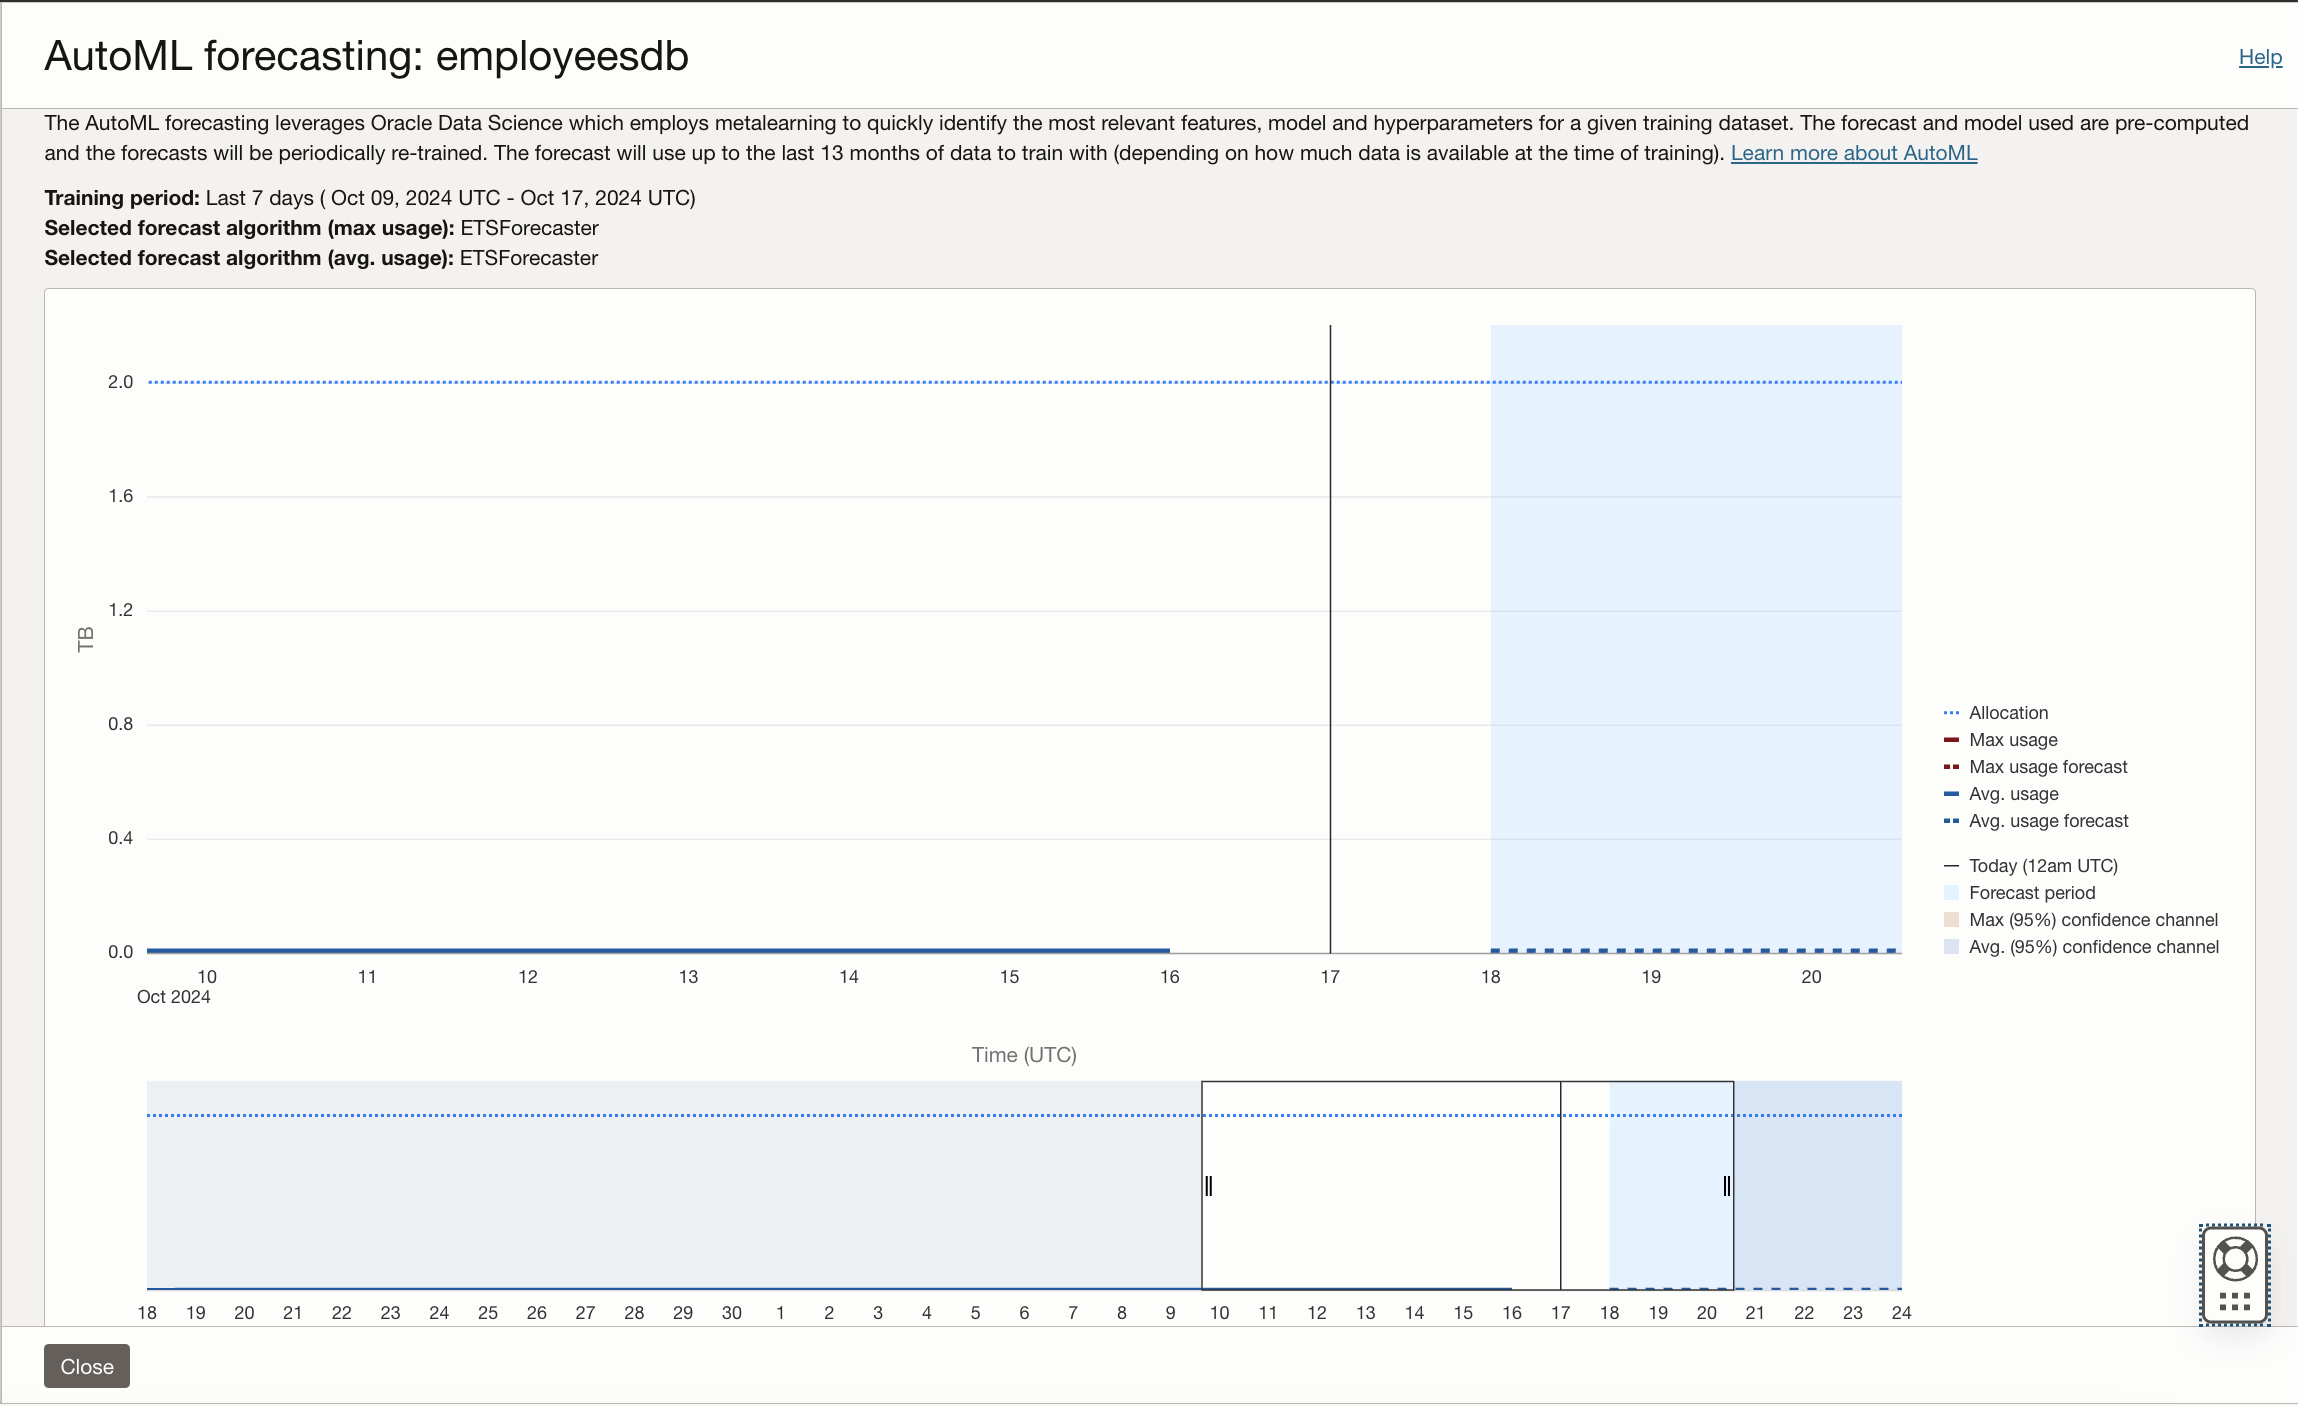 AutoML forecasting: employeesdb
Help
The AutoML forecasting leverages Oracle Data Science which employs metalearning to quickly identify the most relevant features, model and hyperparameters for a given training dataset. The forecast and model used are pre-computed
and the forecasts will be periodically re-trained. The forecast will use up to the last 13 months of data to train with (depending on how much data is available at the time of training). Learn more about AutoML
Training period: Last 7 days ( Oct 09, 2024 UTC - Oct 17, 2024 UTC)
Selected forecast algorithm (max usage): ETSForecaster
Selected forecast algorithm (avg. usage): ETSForecaster
2.0
1.6
1.2
TB
0.8
0.4
0.0
10 11 12 13 14 15 16 17 18 19 20
Oct 2024
Time (UTC)
Allocation
Max usage
Max usage forecast
Avg. usage
Avg. usage forecast
Today (12am UTC)
Forecast period
Max (95%) confidence channel
Avg. (95%) confidence channel
18 19 20 21 22 23 24 25 26 27 28 29 30 1 2 3 4 5 6 7 8 9 10 11 12 13 14 15 16 17 18 19 20 21 22 23 24
Close